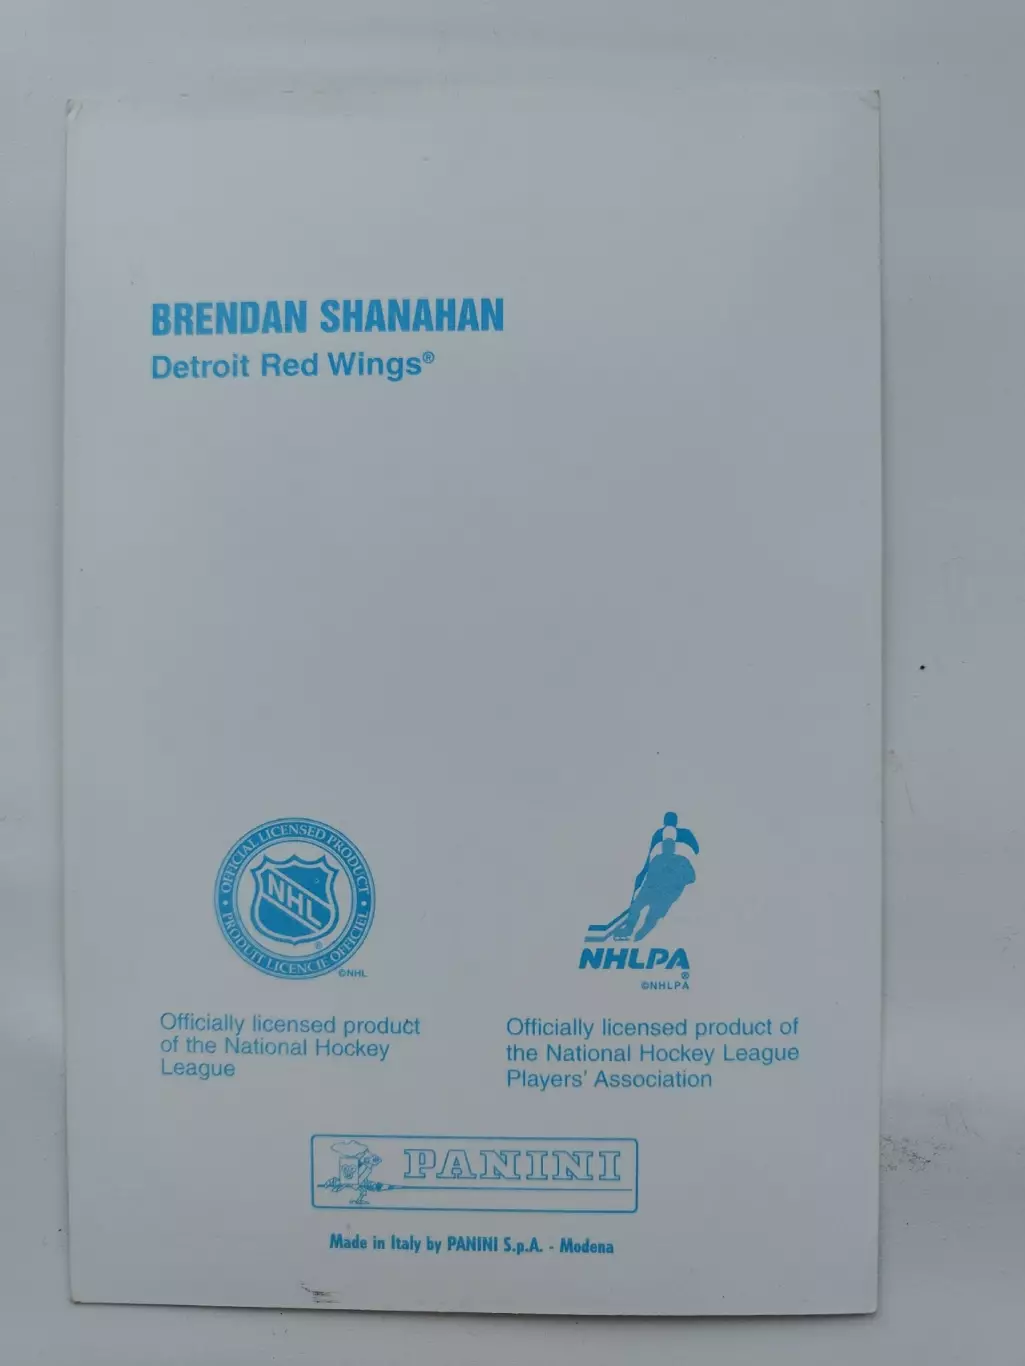 BRENDAN SHANAHAN
Detroit Red Wings®
• OFFICIAL LICENSED PRODUCT •
NHL
®
PRODUIT LICENCIE OFFICIEL
©NHL
NHLPA
®
©NHLPA
Officially licensed product
of the National Hockey
League
Officially licensed product of
the National Hockey League
Players' Association
PANINI
Made in Italy by PANINI S.p.A. - Modena